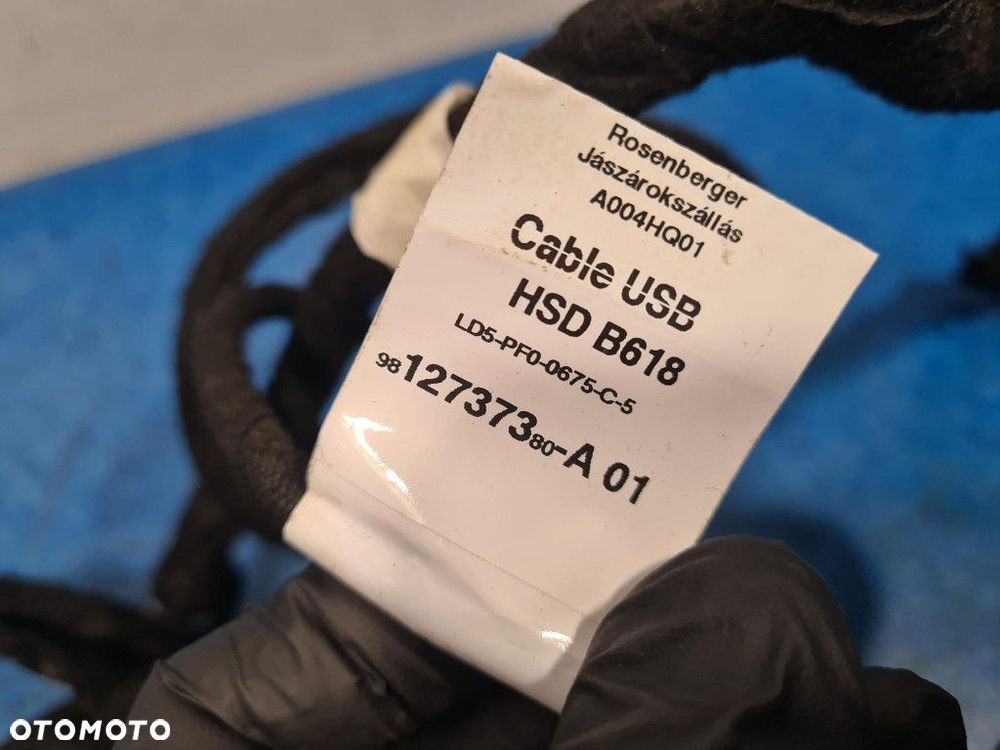 Rosenberger
Jászárokszállás
A004HQ01
Cable USB
HSD B618
LD5-PF0-0675-C-5
9812737380-A 01
OTOMOTO